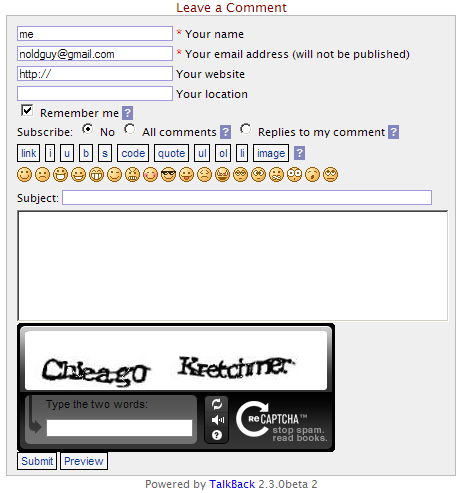 Leave a Comment
me * Your name
noldguy@gmail.com * Your email address (will not be published)
http:// Your website
Your location
Remember me ?
Subscribe: No All comments ? Replies to my comment ?
link i u b s code quote ul ol li image ?
Subject:
Chicago Kretchmer
Type the two words:
reCAPTCHA™
stop spam.
read books.
?
Submit Preview
Powered by TalkBack 2.3.0beta 2